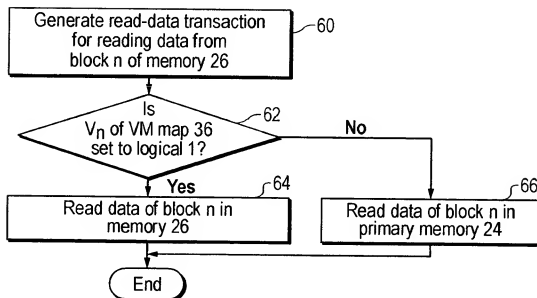 Generate read-data transaction
for reading data from
block n of memory 26
60
Is
Vn of VM map 36
set to logical 1?
62
No
Yes
64
Read data of block n in
memory 26
66
Read data of block n in
primary memory 24
End